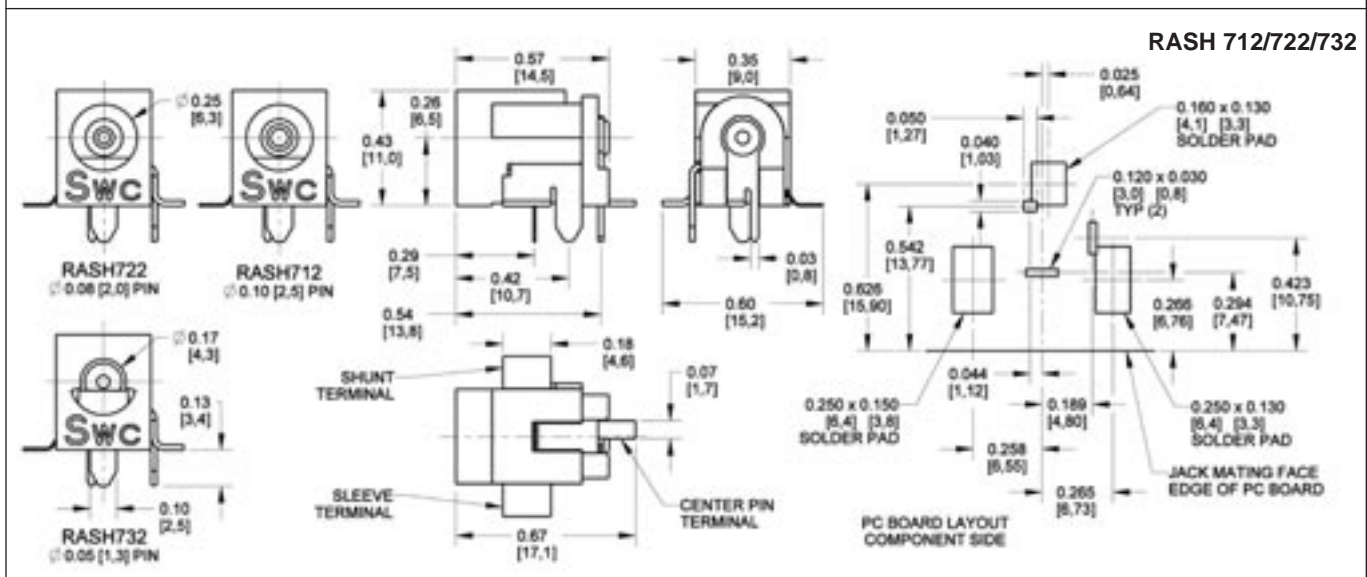 RASH 712/722/732
Ø 0.25
[6,3]
SWC
RASH722
Ø 0.08 [2,0] PIN
SWC
RASH712
Ø 0.10 [2,5] PIN
0.57
[14,5]
0.26
[6,5]
0.43
[11,0]
0.29
[7,5]
0.42
[10,7]
0.54
[13,8]
0.35
[9,0]
0.03
[0,8]
0.60
[15,2]
Ø 0.17
[4,3]
SWC
0.13
[3,4]
0.10
[2,5]
RASH732
Ø 0.05 [1,3] PIN
0.18
[4,6]
SHUNT
TERMINAL
0.07
[1,7]
SLEEVE
TERMINAL
CENTER PIN
TERMINAL
0.67
[17,1]
0.025
[0,64]
0.050
[1,27]
0.040
[1,03]
0.160 x 0.130
[4,1] [3,3]
SOLDER PAD
0.120 x 0.030
[3,0] [0,8]
TYP (2)
0.542
[13,77]
0.626
[15,90]
0.266
[6,76]
0.294
[7,47]
0.423
[10,75]
0.044
[1,12]
0.189
[4,80]
0.250 x 0.150
[6,4] [3,8]
SOLDER PAD
0.250 x 0.130
[6,4] [3,3]
SOLDER PAD
0.258
[6,55]
0.265
[6,73]
JACK MATING FACE
EDGE OF PC BOARD
PC BOARD LAYOUT
COMPONENT SIDE